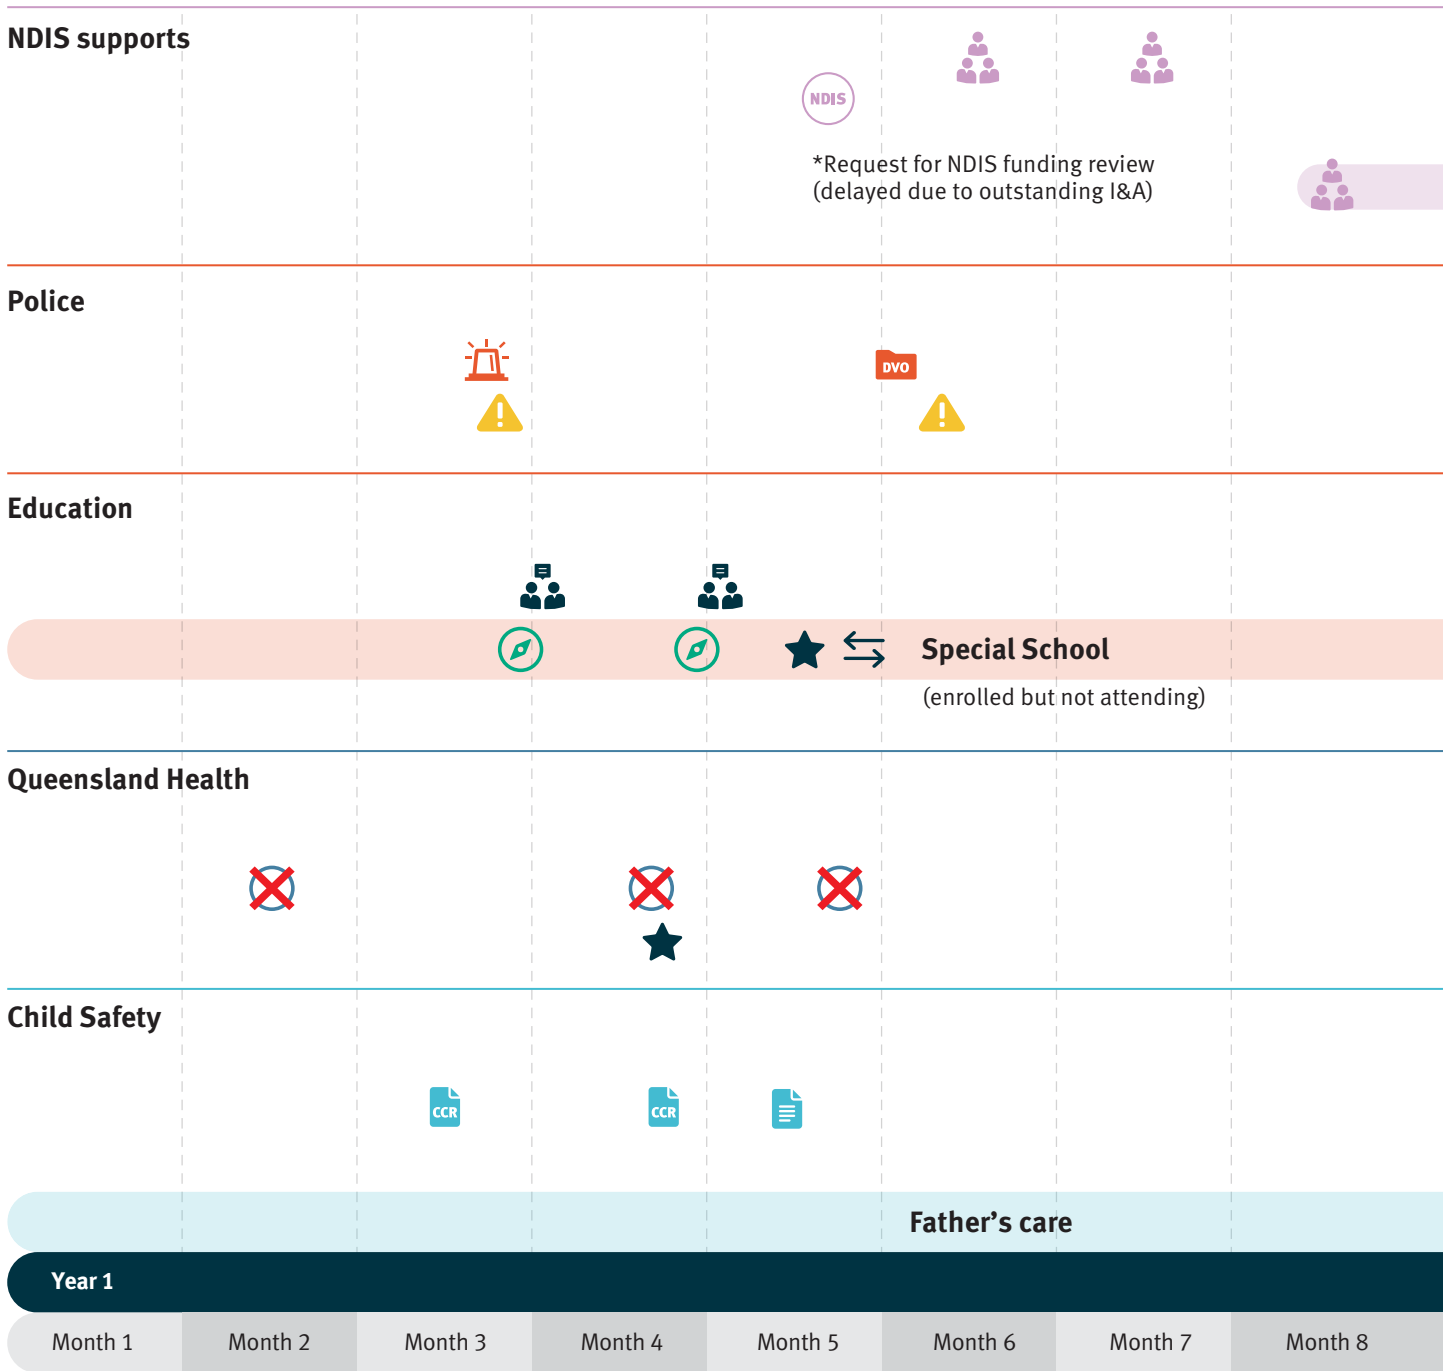 NDIS supports
NDIS
*Request for NDIS funding review
(delayed due to outstanding I&A)
Police
DVO
Education
Special School
(enrolled but not attending)
Queensland Health
Child Safety
CCR
CCR
Father’s care
Year 1
Month 1 Month 2 Month 3 Month 4 Month 5 Month 6 Month 7 Month 8